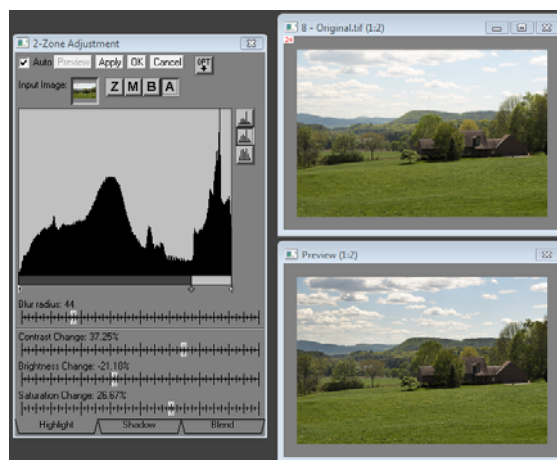 2-Zone Adjustment
Auto Preview Apply OK Cancel OPT
Input Image: Z M B A
Blur radius: 44
Contrast Change: 37.25%
Brightness Change: -21.18%
Saturation Change: 26.67%
Highlight Shadow Blend
8 - Original.tif (1:2)
2+
Preview (1:2)